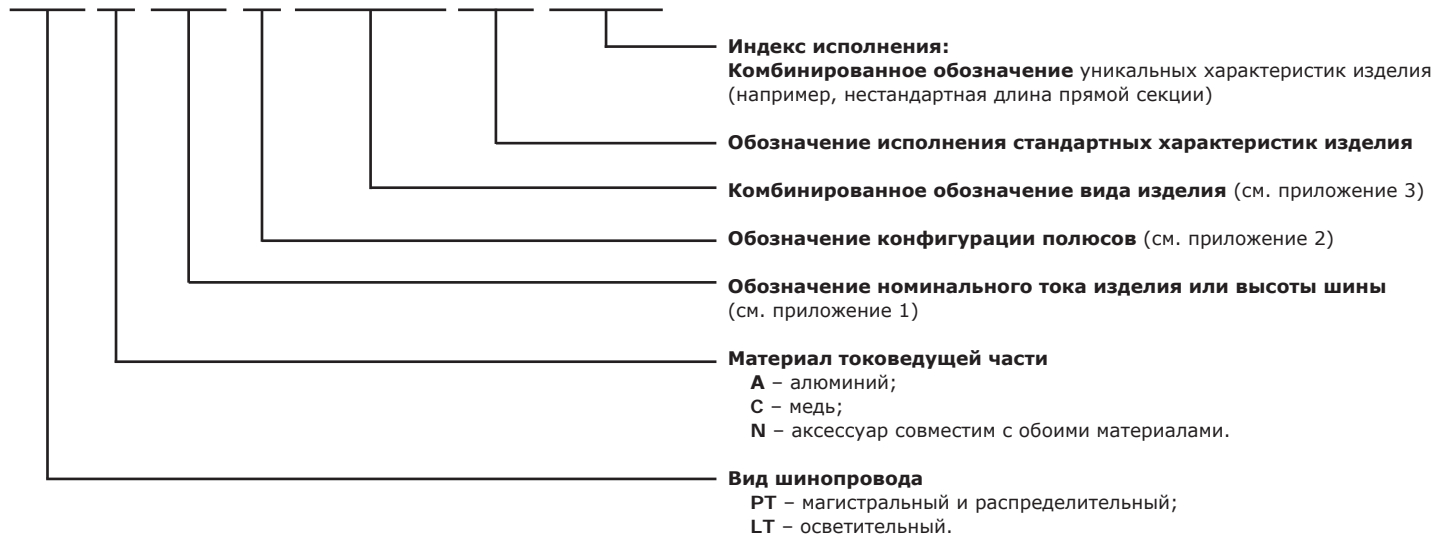 Индекс исполнения:
Комбинированное обозначение уникальных характеристик изделия
(например, нестандартная длина прямой секции)
Обозначение исполнения стандартных характеристик изделия
Комбинированное обозначение вида изделия (см. приложение 3)
Обозначение конфигурации полюсов (см. приложение 2)
Обозначение номинального тока изделия или высоты шины
(см. приложение 1)
Материал токоведущей части
A – алюминий;
C – медь;
N – аксессуар совместим с обоими материалами.
Вид шинопровода
PT – магистральный и распределительный;
LT – осветительный.